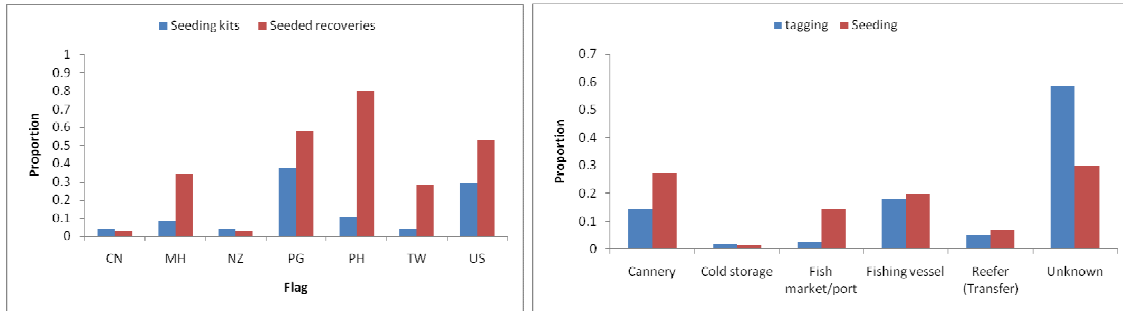 Seeding kits Seeded recoveries
1
0.9
0.8
0.7
0.6
0.5
0.4
0.3
0.2
0.1
0
Proportion
CN MH NZ PG PH TW US
Flag
tagging Seeding
0.7
0.6
0.5
0.4
0.3
0.2
0.1
0
Proportion
Cannery Cold storage Fish Fishing vessel Reefer Unknown
market/port (Transfer)